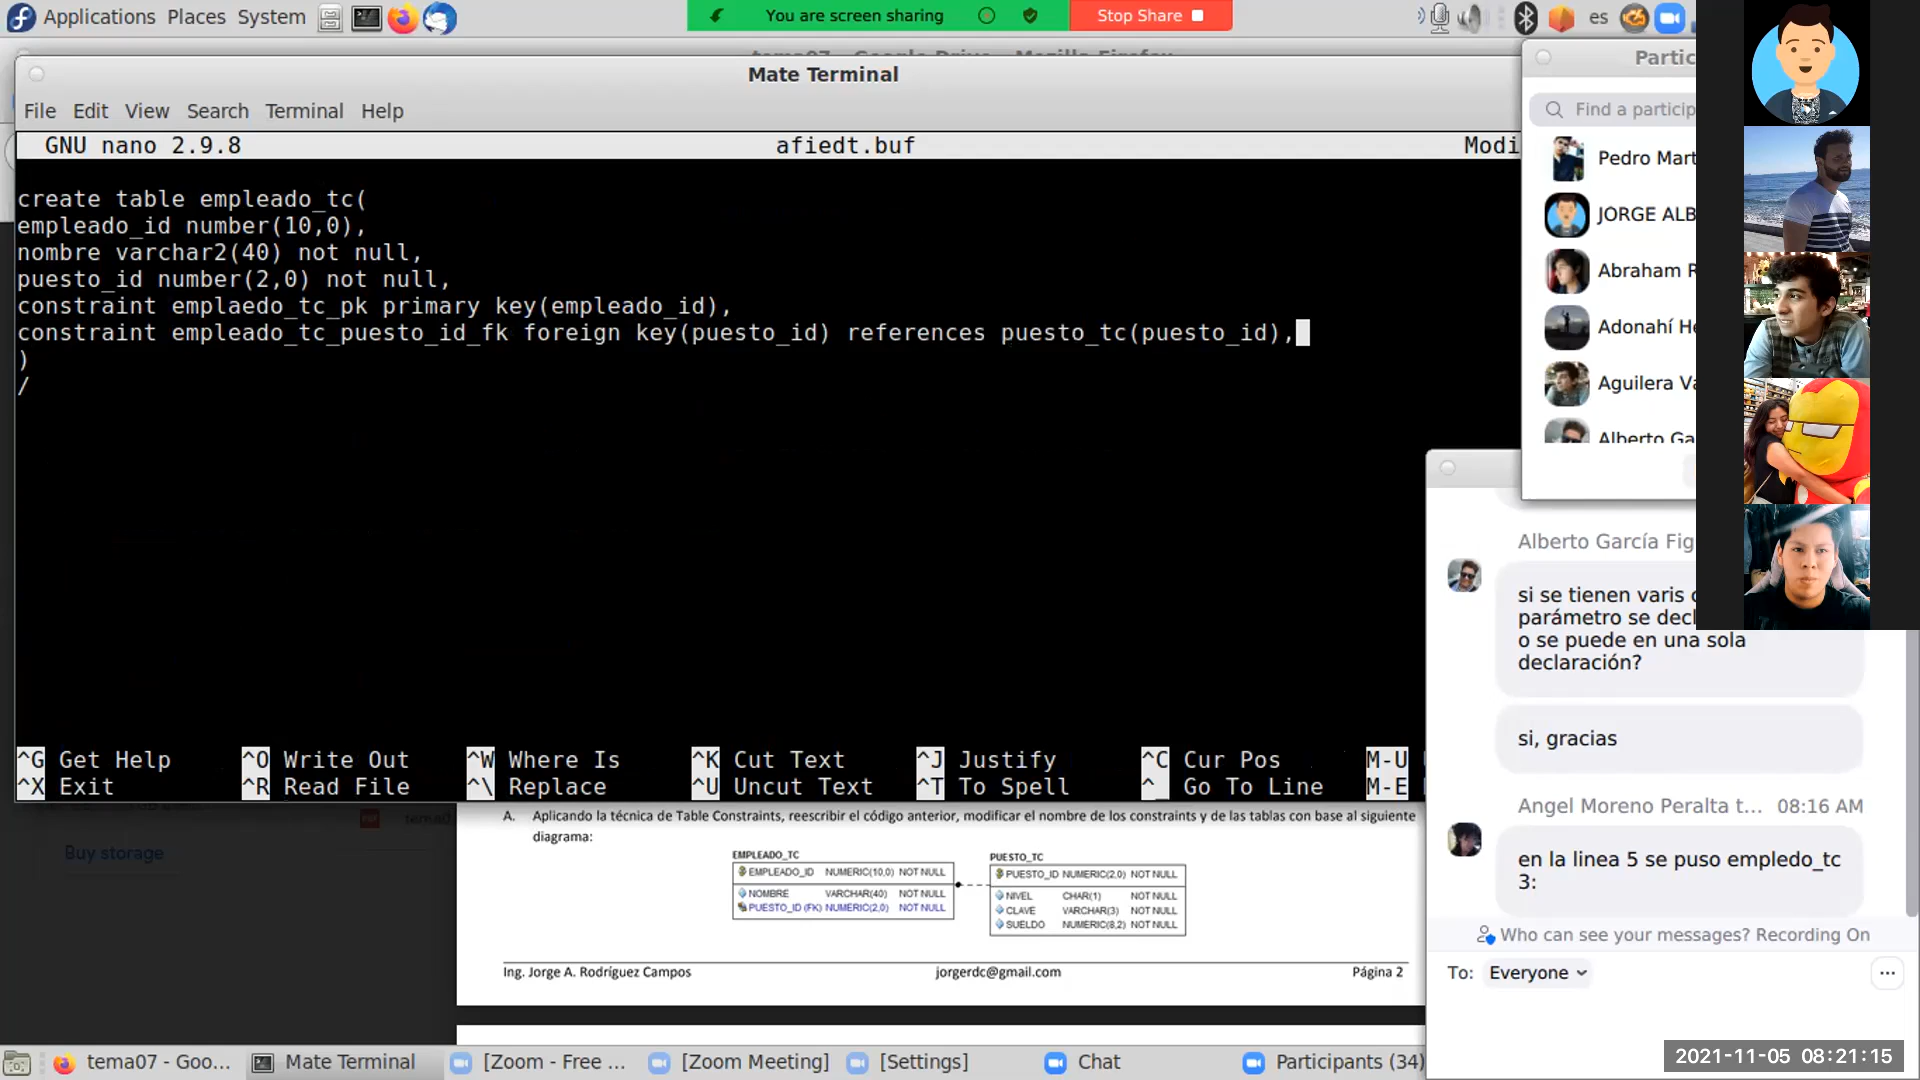 Applications Places System
You are screen sharing
Stop Share
es
Mate Terminal
File Edit View Search Terminal Help
GNU nano 2.9.8 afiedt.buf Modi
create table empleado_tc(
empleado_id number(10,0),
nombre varchar2(40) not null,
puesto_id number(2,0) not null,
constraint emplaedo_tc_pk primary key(empleado_id),
constraint empleado_tc_puesto_id_fk foreign key(puesto_id) references puesto_tc(puesto_id),
)
/
^G Get Help ^O Write Out ^W Where Is ^K Cut Text ^J Justify ^C Cur Pos M-U
^X Exit ^R Read File ^\ Replace ^U Uncut Text ^T To Spell ^_ Go To Line M-E
Partic
Find a particip
Pedro Mart
JORGE ALB
Abraham R
Adonahí He
Aguilera Va
Alberto Ga
Alberto García Fig
si se tienen varis
parámetro se decl
o se puede en una sola
declaración?
si, gracias
Angel Moreno Peralta t... 08:16 AM
en la linea 5 se puso empledo_tc
3:
Who can see your messages? Recording On
To: Everyone
Buy storage
A. Aplicando la técnica de Table Constraints, reescribir el código anterior, modificar el nombre de los constraints y de las tablas con base al siguiente
diagrama:
EMPLEADO_TC
EMPLEADO_ID NUMERIC(10,0) NOT NULL
NOMBRE VARCHAR(40) NOT NULL
PUESTO_ID (FK) NUMERIC(2,0) NOT NULL
PUESTO_TC
PUESTO_ID NUMERIC(2,0) NOT NULL
NIVEL CHAR(1) NOT NULL
CLAVE VARCHAR(3) NOT NULL
SUELDO NUMERIC(8,2) NOT NULL
Ing. Jorge A. Rodríguez Campos jorgerdc@gmail.com Página 2
tema07 - Goo... Mate Terminal [Zoom - Free ... [Zoom Meeting] [Settings] Chat Participants (34)
2021-11-05 08:21:15